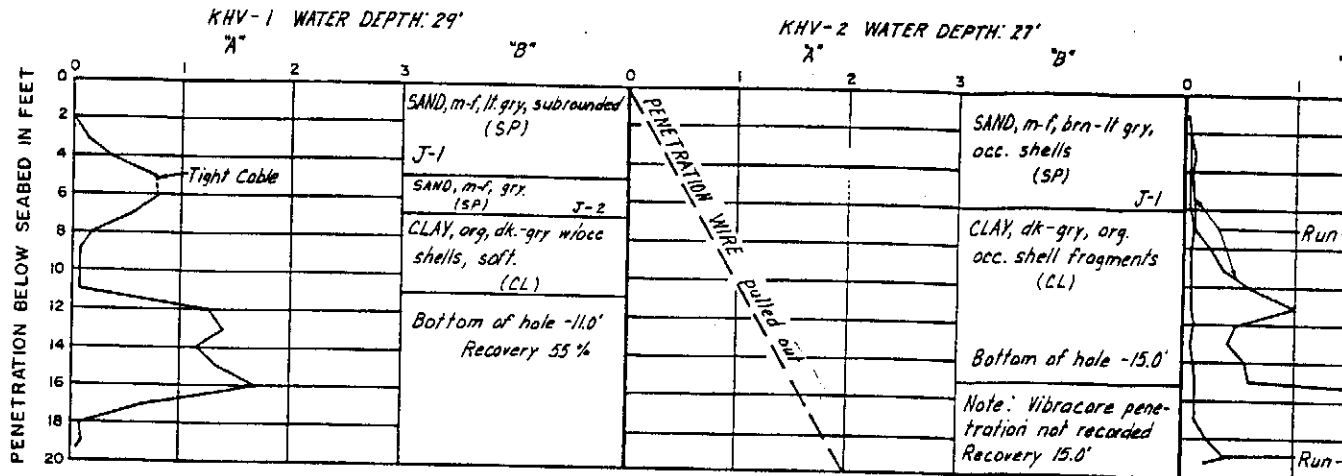 KHV-1 WATER DEPTH: 29'
"A"
"B"
KHV-2 WATER DEPTH: 27'
"A"
"B"
0 1 2 3 0 1 2 3 0 1
PENETRATION BELOW SEABED IN FEET
0
2
4
6
8
10
12
14
16
18
20
Tight Cable
SAND, m-f, lt. gry, subrounded
(SP)
J-1
SAND, m-f, gry.
(SP) J-2
CLAY, org, dk.-gry w/occ
shells, soft.
(CL)
Bottom of hole -11.0'
Recovery 55 %
PENETRATION WIRE pulled out
SAND, m-f, brn-lt gry,
occ. shells
(SP)
J-1
CLAY, dk-gry, org.
occ. shell fragments
(CL)
Bottom of hole -15.0'
Note: Vibracore pene-
tration not recorded
Recovery 15.0'
Run-
Run-